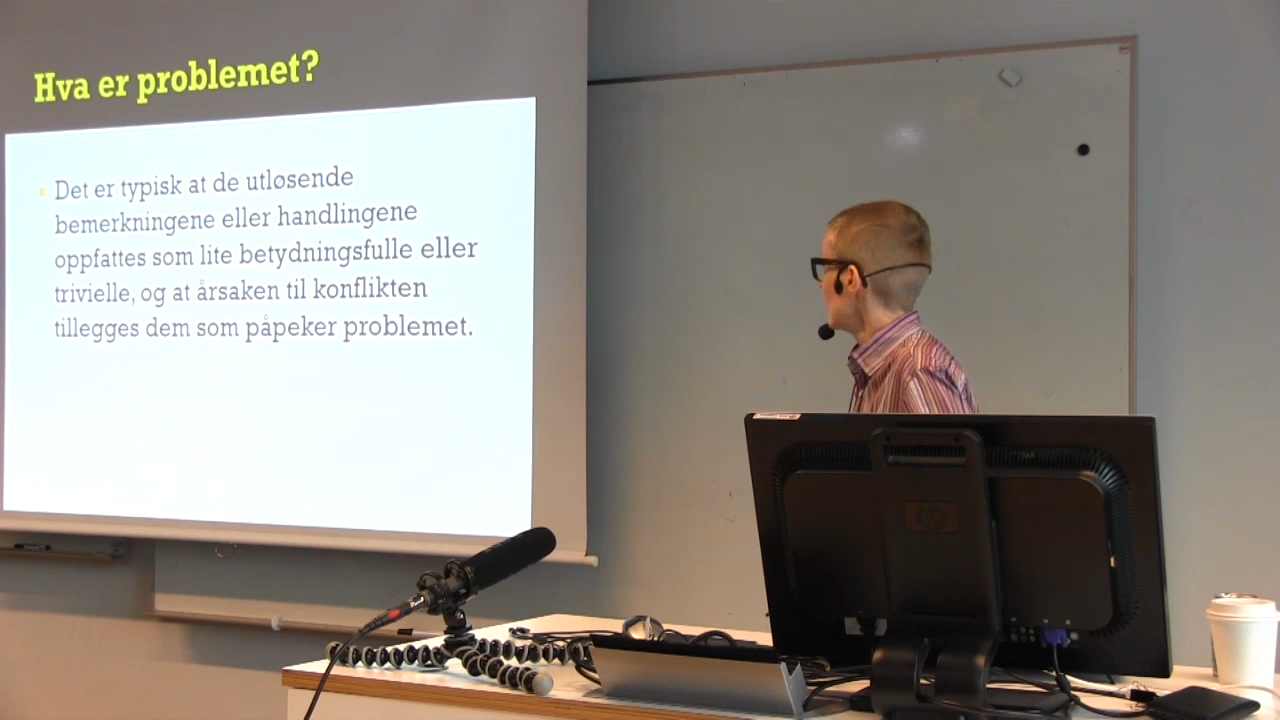 Hva er problemet?
Det er typisk at de utløsende
bemerkningene eller handlingene
oppfattes som lite betydningsfulle eller
trivielle, og at årsaken til konflikten
tillegges dem som påpeker problemet.
hp